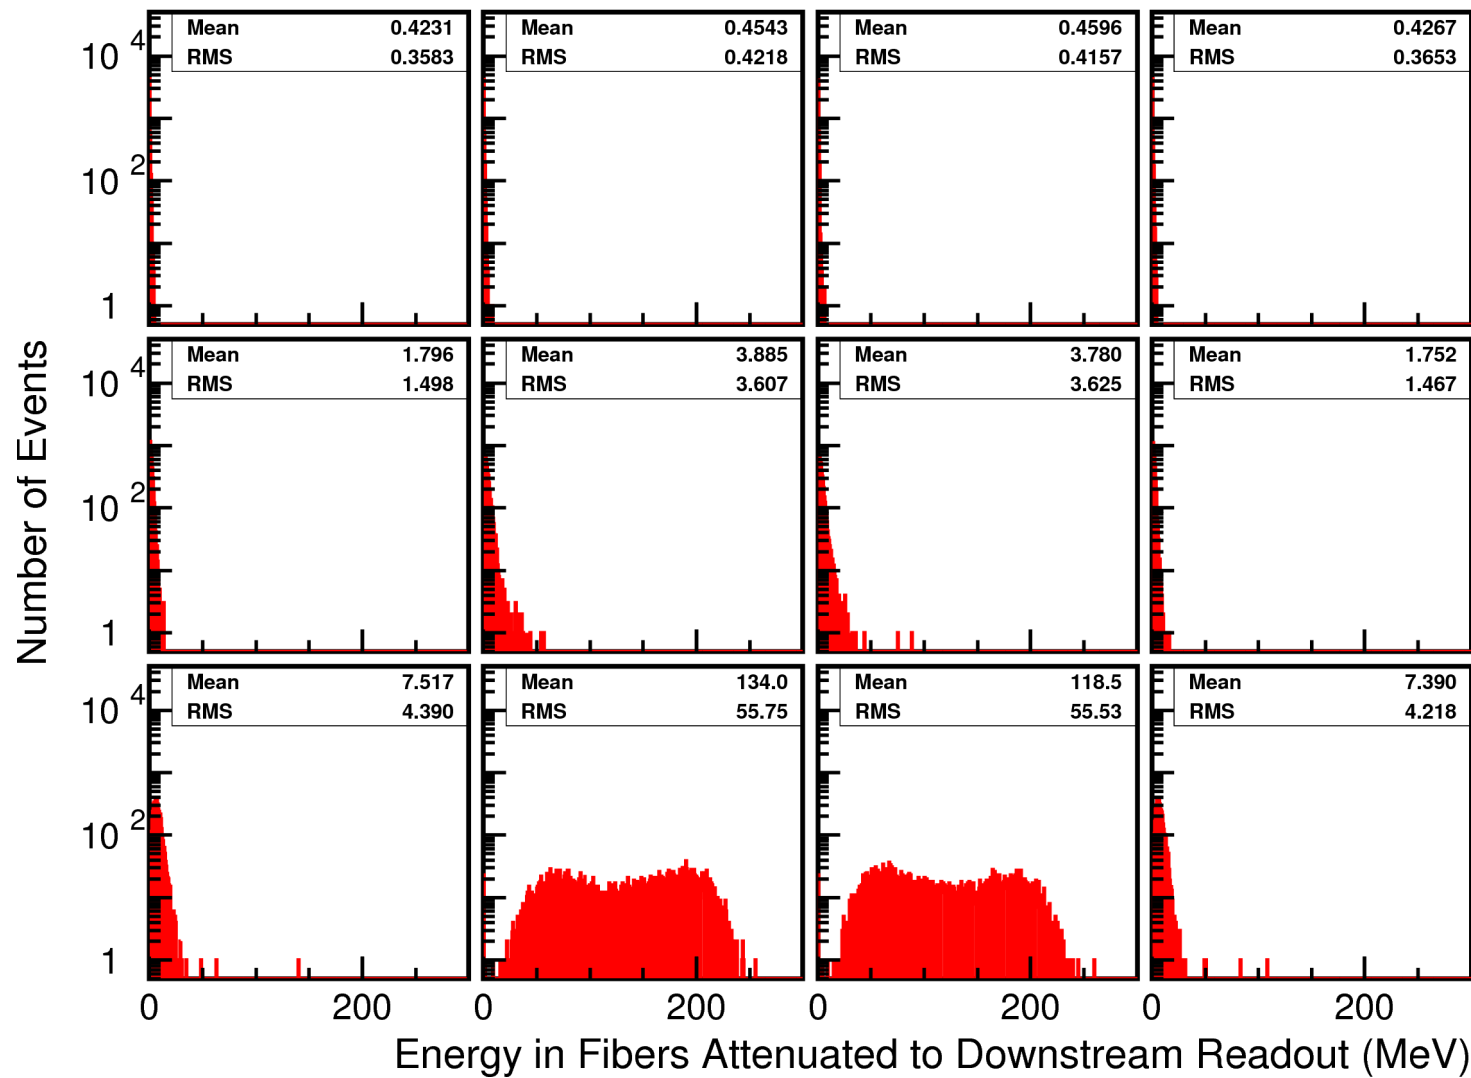 Mean 0.4231
RMS 0.3583
Mean 0.4543
RMS 0.4218
Mean 0.4596
RMS 0.4157
Mean 0.4267
RMS 0.3653
10 4
10 2
1
Mean 1.796
RMS 1.498
Mean 3.885
RMS 3.607
Mean 3.780
RMS 3.625
Mean 1.752
RMS 1.467
10 4
10 2
1
Mean 7.517
RMS 4.390
Mean 134.0
RMS 55.75
Mean 118.5
RMS 55.53
Mean 7.390
RMS 4.218
10 4
10 2
1
0 200 0 200 0 200 0 200
Number of Events
Energy in Fibers Attenuated to Downstream Readout (MeV)